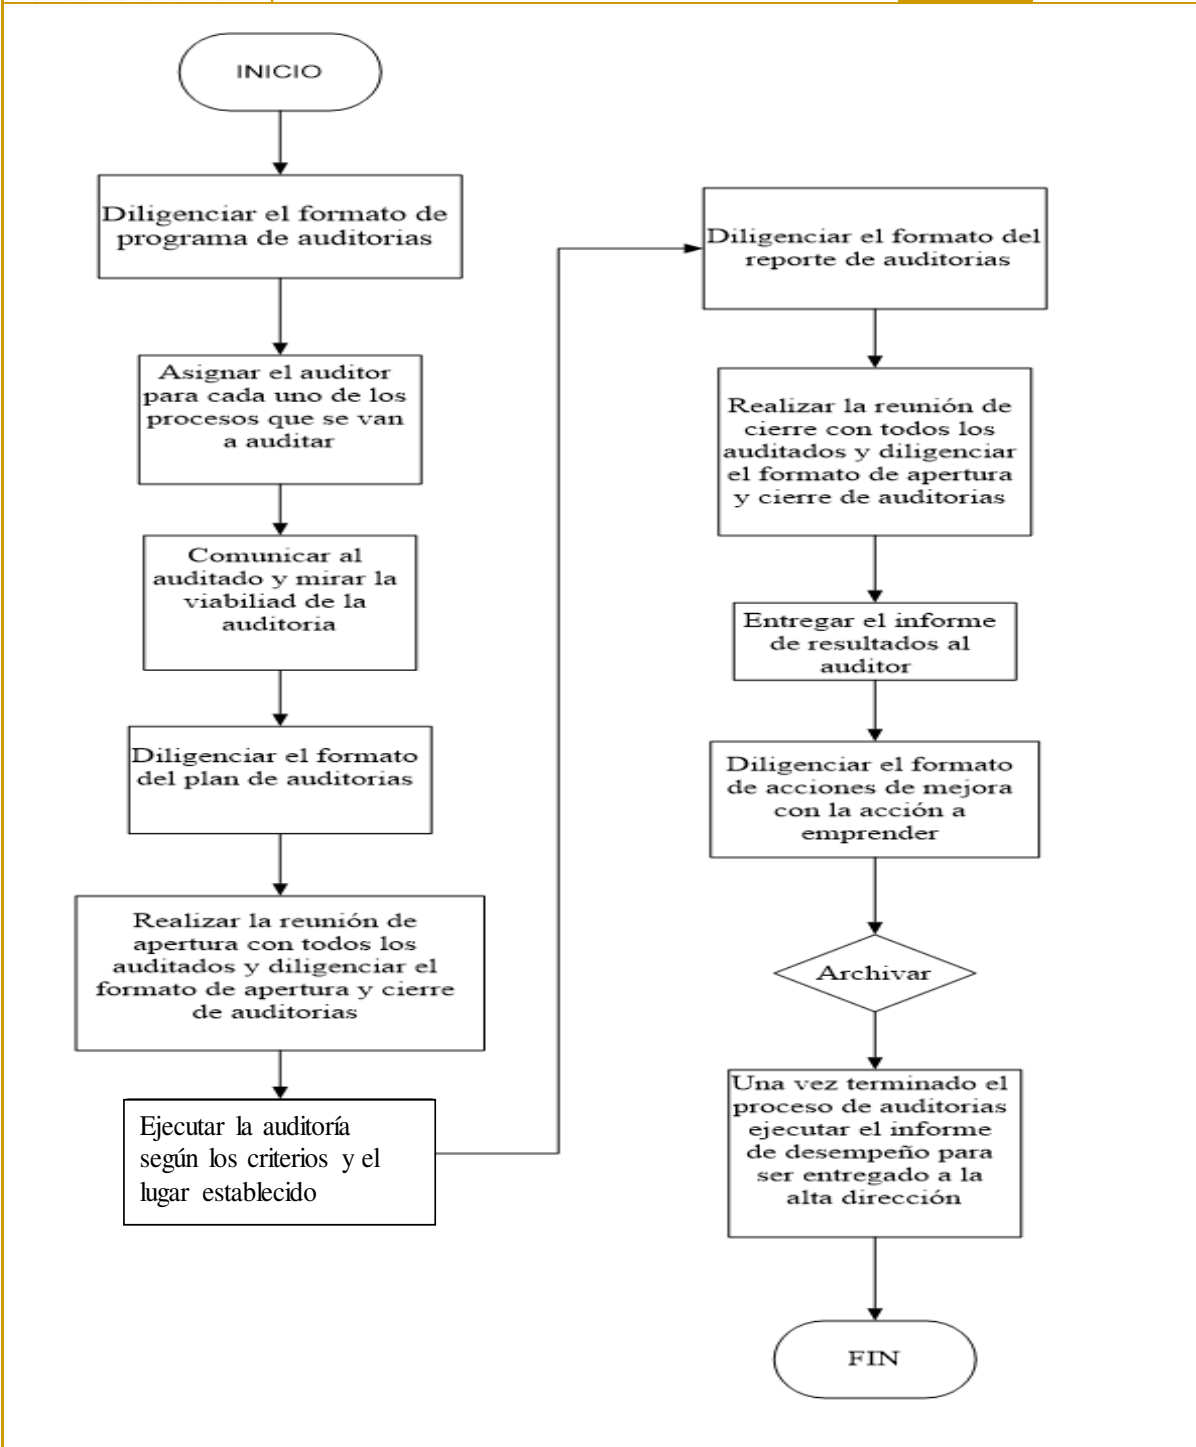 INICIO
Diligenciar el formato de
programa de auditorias
Asignar el auditor
para cada uno de los
procesos que se van
a auditar
Comunicar al
auditado y mirar la
viabiliad de la
auditoria
Diligenciar el formato
del plan de auditorias
Realizar la reunión de
apertura con todos los
auditados y diligenciar el
formato de apertura y cierre
de auditorias
Ejecutar la auditoría
según los criterios y el
lugar establecido
Diligenciar el formato del
reporte de auditorias
Realizar la reunión de
cierre con todos los
auditados y diligenciar
el formato de apertura
y cierre de auditorias
Entregar el informe
de resultados al
auditor
Diligenciar el formato
de acciones de mejora
con la acción a
emprender
Archivar
Una vez terminado el
proceso de auditorias
ejecutar el informe
de desempeño para
ser entregado a la
alta dirección
FIN